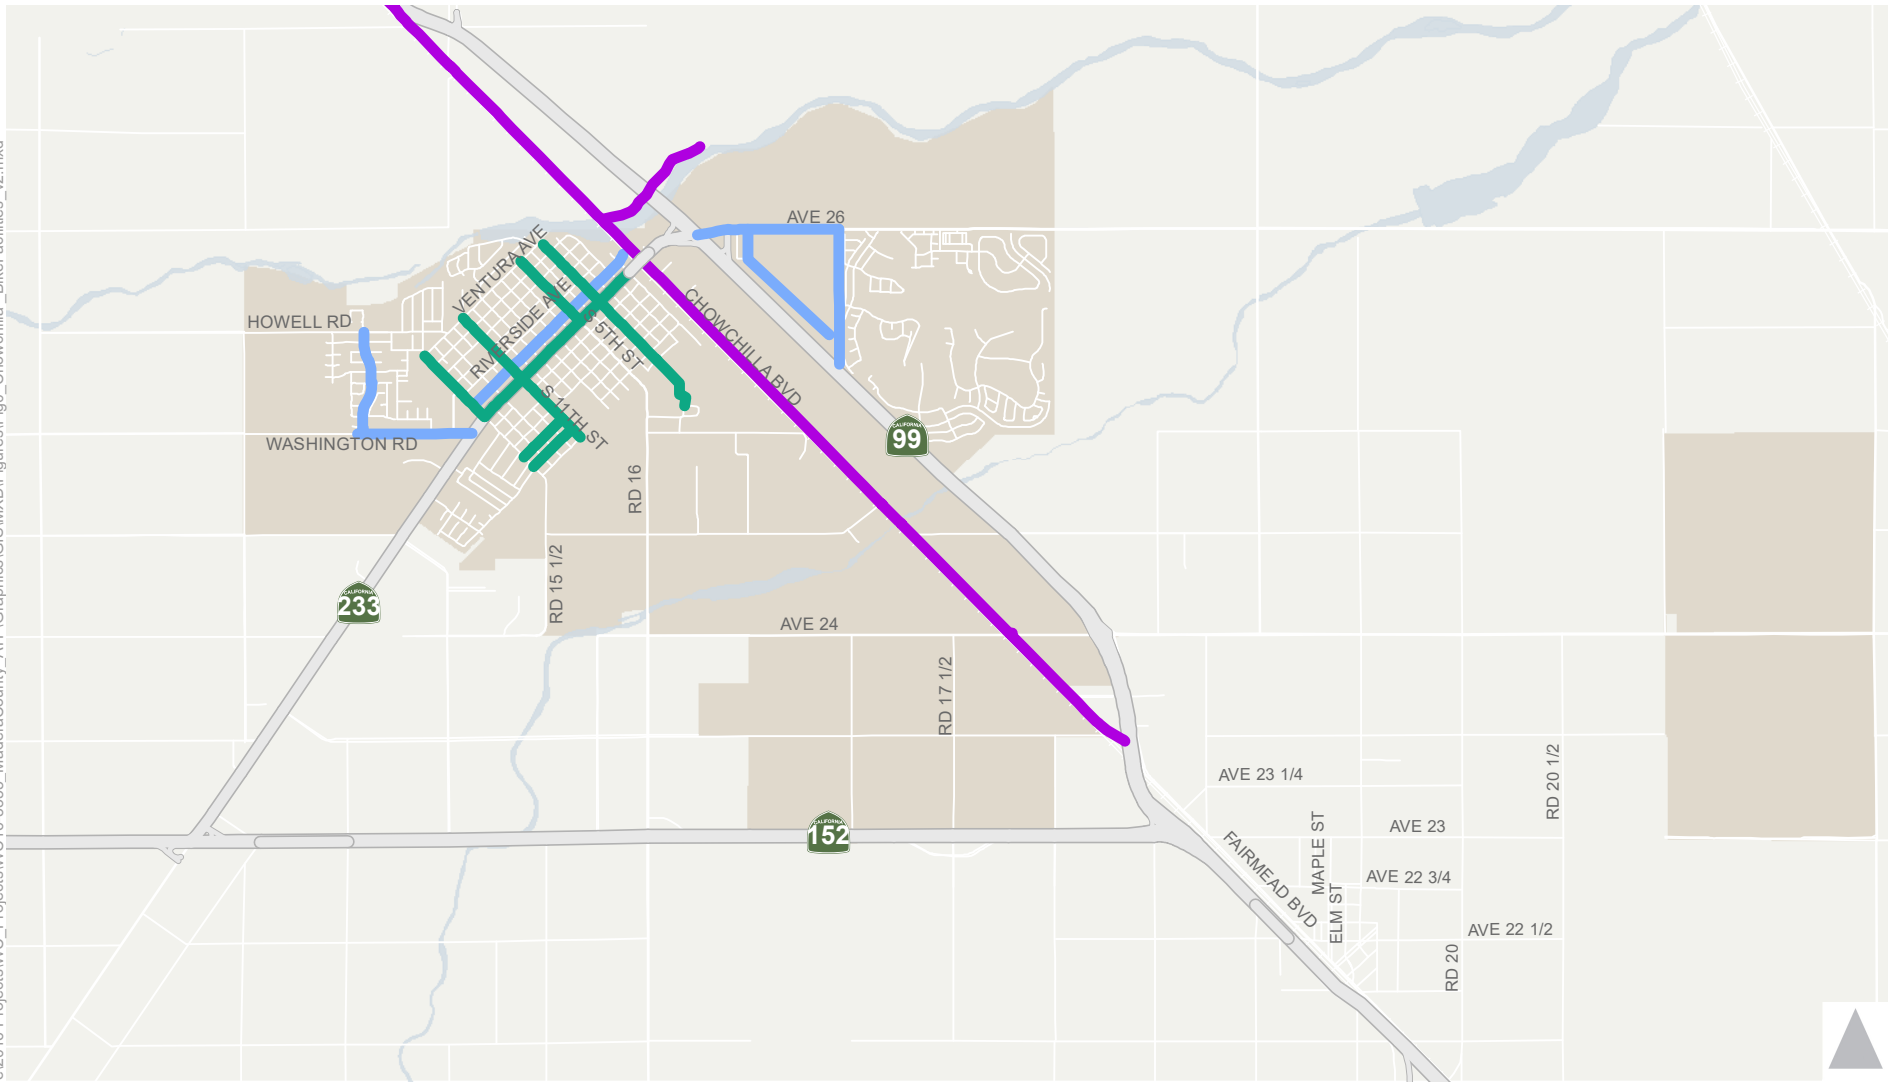 AVE 26
VENTURA AVE
RIVERSIDE AVE
HOWELL RD
S 5TH ST
CHOWCHILLA BVD
S 11TH ST
WASHINGTON RD
CALIFORNIA
99
RD 16
RD 15 1/2
CALIFORNIA
233
AVE 24
RD 17 1/2
AVE 23 1/4
RD 20 1/2
CALIFORNIA
152
AVE 23
MAPLE ST
FAIRMEAD BVD
AVE 22 3/4
ELM ST
AVE 22 1/2
RD 20